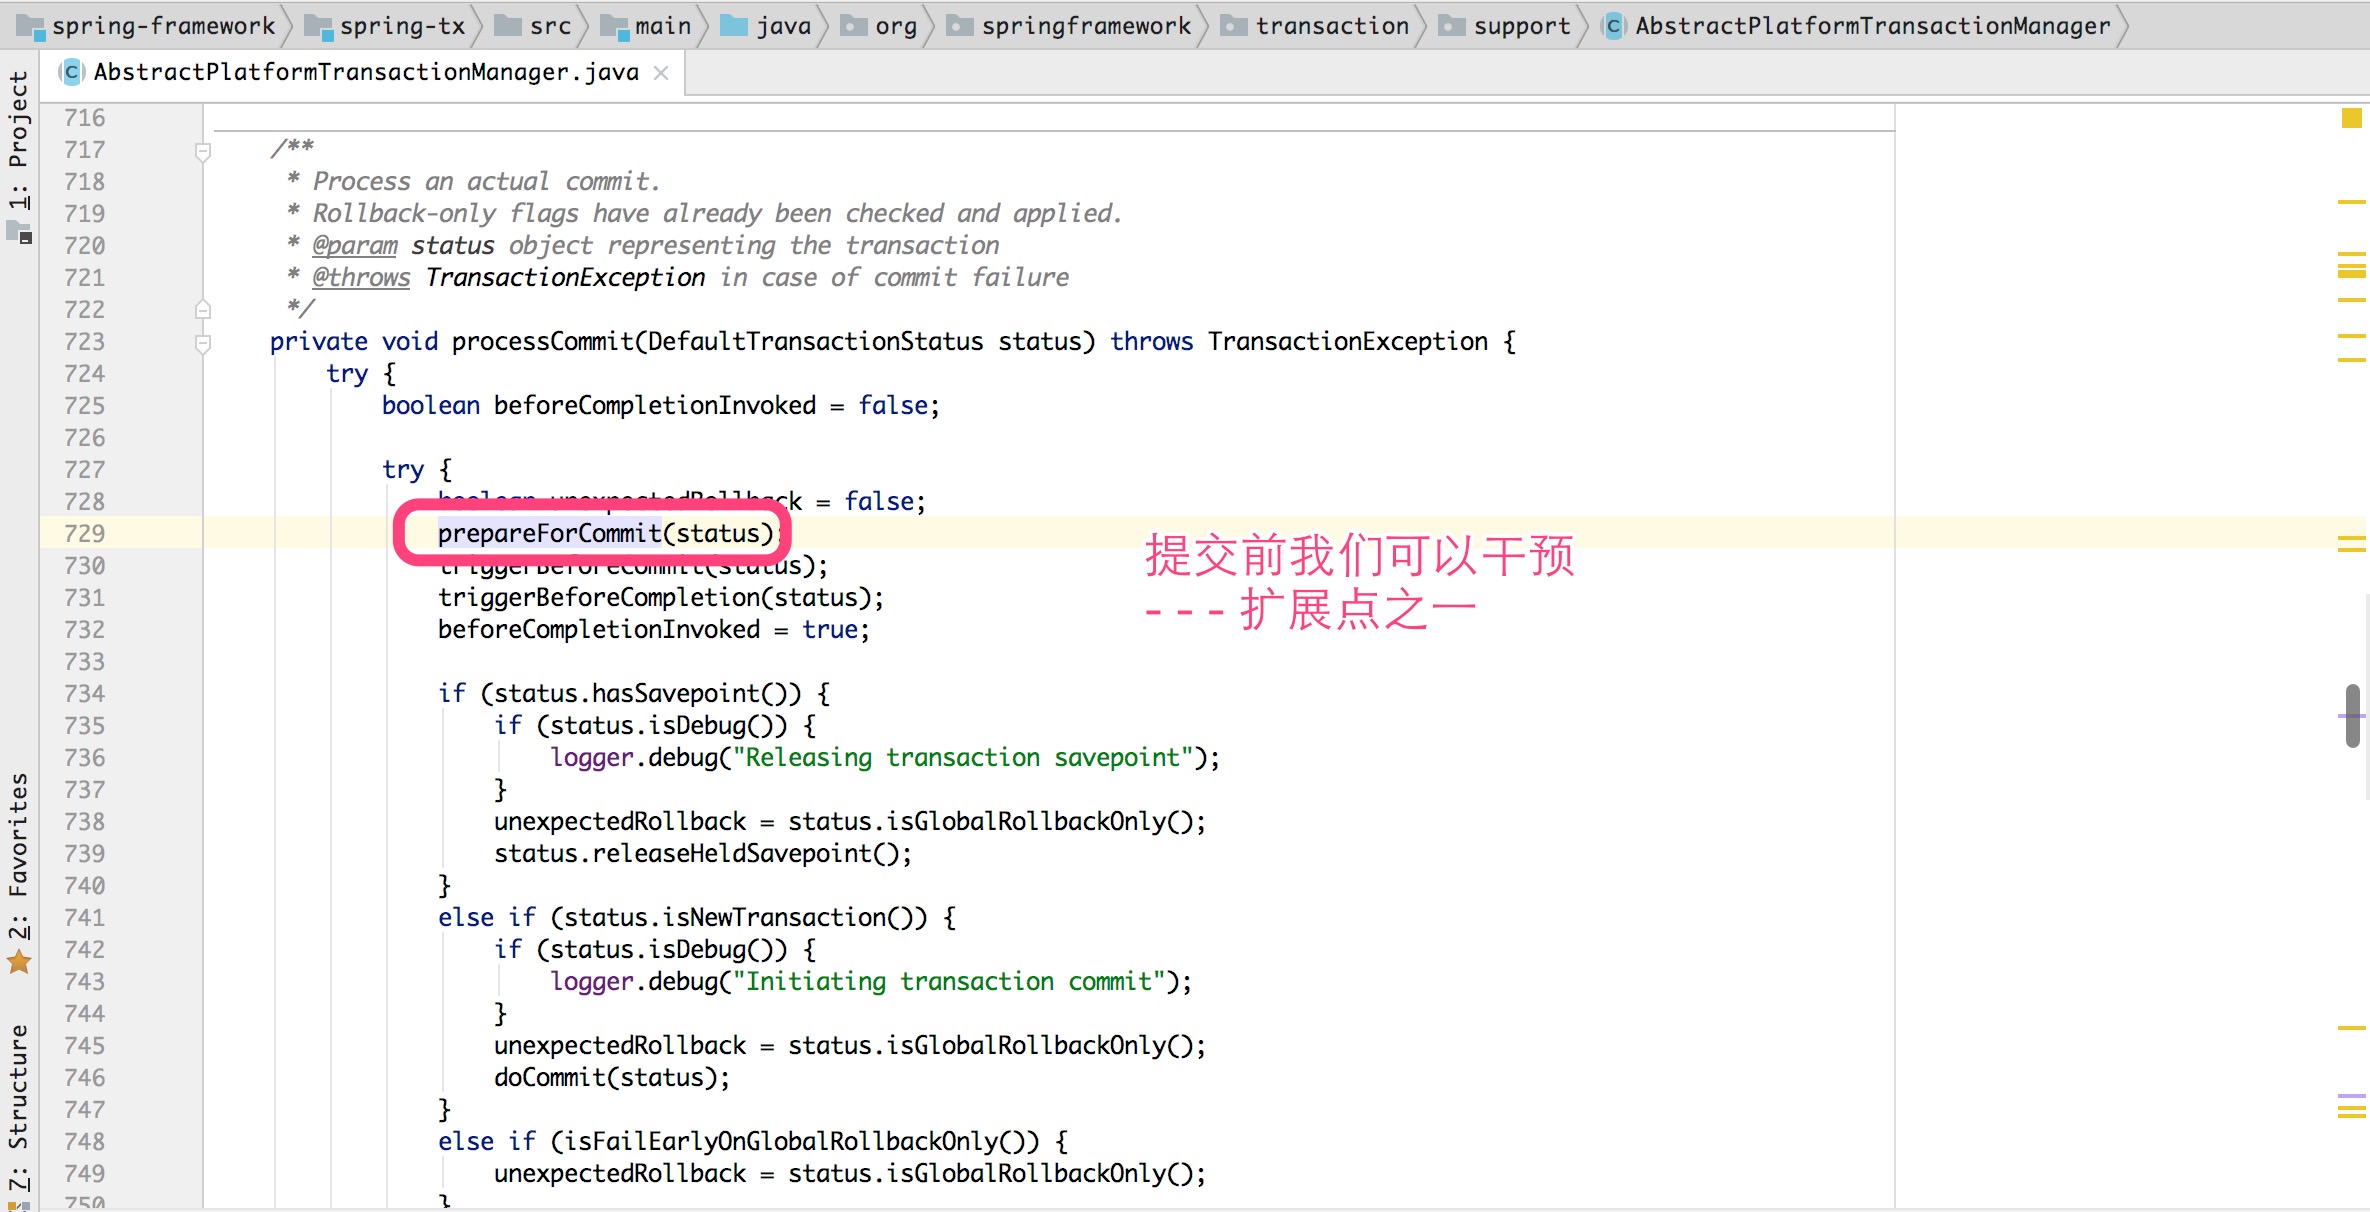 spring-framework spring-tx src main java org springframework transaction support AbstractPlatformTransactionManager
AbstractPlatformTransactionManager.java
1: Project
2: Favorites
7: Structure
716
717 /**
718 * Process an actual commit.
719 * Rollback-only flags have already been checked and applied.
720 * @param status object representing the transaction
721 * @throws TransactionException in case of commit failure
722 */
723 private void processCommit(DefaultTransactionStatus status) throws TransactionException {
724 try {
725 boolean beforeCompletionInvoked = false;
726
727 try {
728 boolean unexpectedRollback = false;
729 prepareForCommit(status);
730 triggerBeforeCommit(status);
731 triggerBeforeCompletion(status);
732 beforeCompletionInvoked = true;
733
734 if (status.hasSavepoint()) {
735 if (status.isDebug()) {
736 logger.debug("Releasing transaction savepoint");
737 }
738 unexpectedRollback = status.isGlobalRollbackOnly();
739 status.releaseHeldSavepoint();
740 }
741 else if (status.isNewTransaction()) {
742 if (status.isDebug()) {
743 logger.debug("Initiating transaction commit");
744 }
745 unexpectedRollback = status.isGlobalRollbackOnly();
746 doCommit(status);
747 }
748 else if (isFailEarlyOnGlobalRollbackOnly()) {
749 unexpectedRollback = status.isGlobalRollbackOnly();
750 }
提交前我们可以干预
---扩展点之一